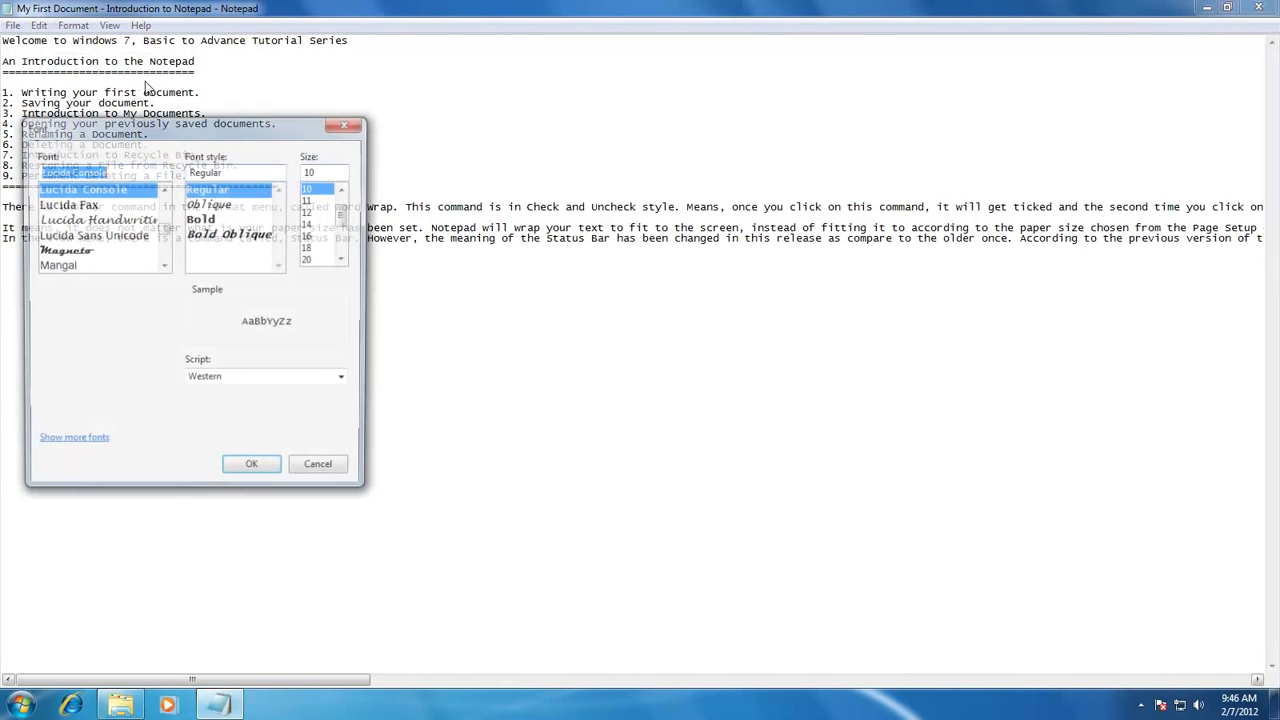 My First Document - Introduction to Notepad - Notepad
File Edit Format View Help
Welcome to Windows 7, Basic to Advance Tutorial Series
An Introduction to the Notepad
==============================
1. Writing your first document.
2. Saving your document.
3. Introduction to My Documents.
4. Opening your previously saved documents.
5. Renaming a Document.
6. Deleting a Document.
7. Introduction to Recycle Bin.
8. Restoring a File from Recycle Bin.
9. Deleting a File.
There command in menu, called Word wrap. This command is in Check and Uncheck style. Means, once you click on this command, it will get ticked and the second time you click on
It means, it does not matter what paper size has been set. Notepad will wrap your text to fit to the screen, instead of fitting it to according to the paper size chosen from the Page Setup
In the is a command called, Status Bar. However, the meaning of the Status Bar has been changed in this release as compare to the older once. According to the previous version of t
Font
Font: Font style: Size:
Lucida Console Regular 10
Lucida Console Regular 10
Lucida Fax Oblique 11
Lucida Handwritin Bold 12
Lucida Sans Unicode Bold Oblique 14
Magneto 16
Mangal 18
20
Sample
AaBbYyZz
Script:
Western
Show more fonts
OK Cancel
9:46 AM
2/7/2012